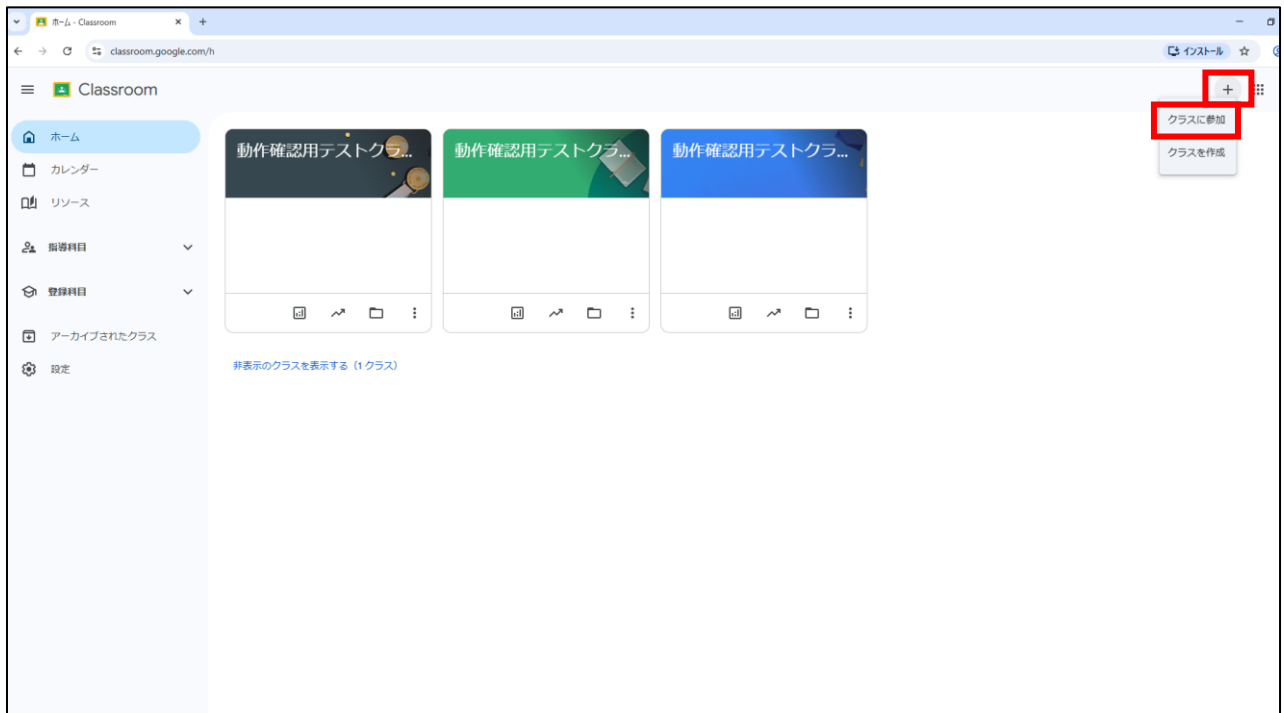 ホーム - Classroom
classroom.google.com/h
インストール
Classroom
クラスに参加
クラスを作成
ホーム
カレンダー
リソース
指導科目
登録科目
アーカイブされたクラス
設定
動作確認用テストクラ...
動作確認用テストクラ...
動作確認用テストクラ...
非表示のクラスを表示する（1 クラス）